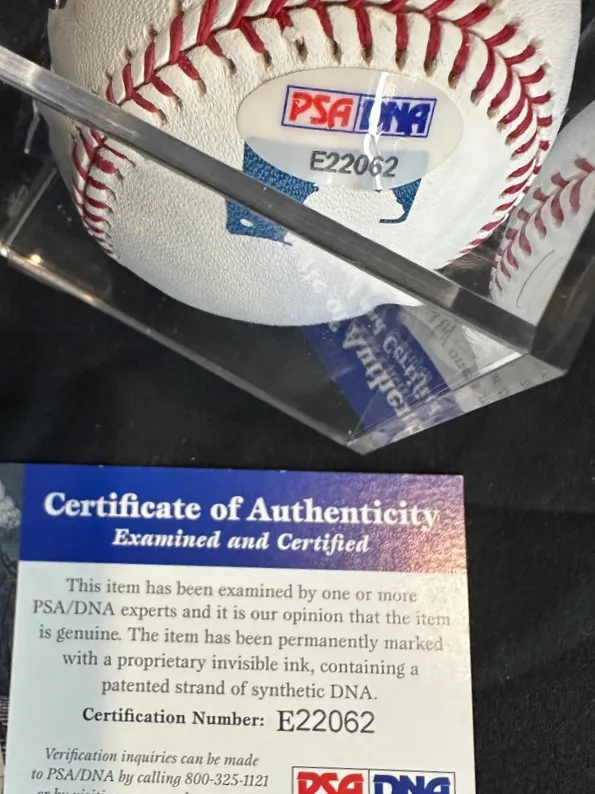 PSA DNA
E22062
Certificate of Authenticity
Examined and Certified
This item has been examined by one or more
PSA/DNA experts and it is our opinion that the item
is genuine. The item has been permanently marked
with a proprietary invisible ink, containing a
patented strand of synthetic DNA.
Certification Number: E22062
Verification inquiries can be made
to PSA/DNA by calling 800-325-1121
PSA DNA